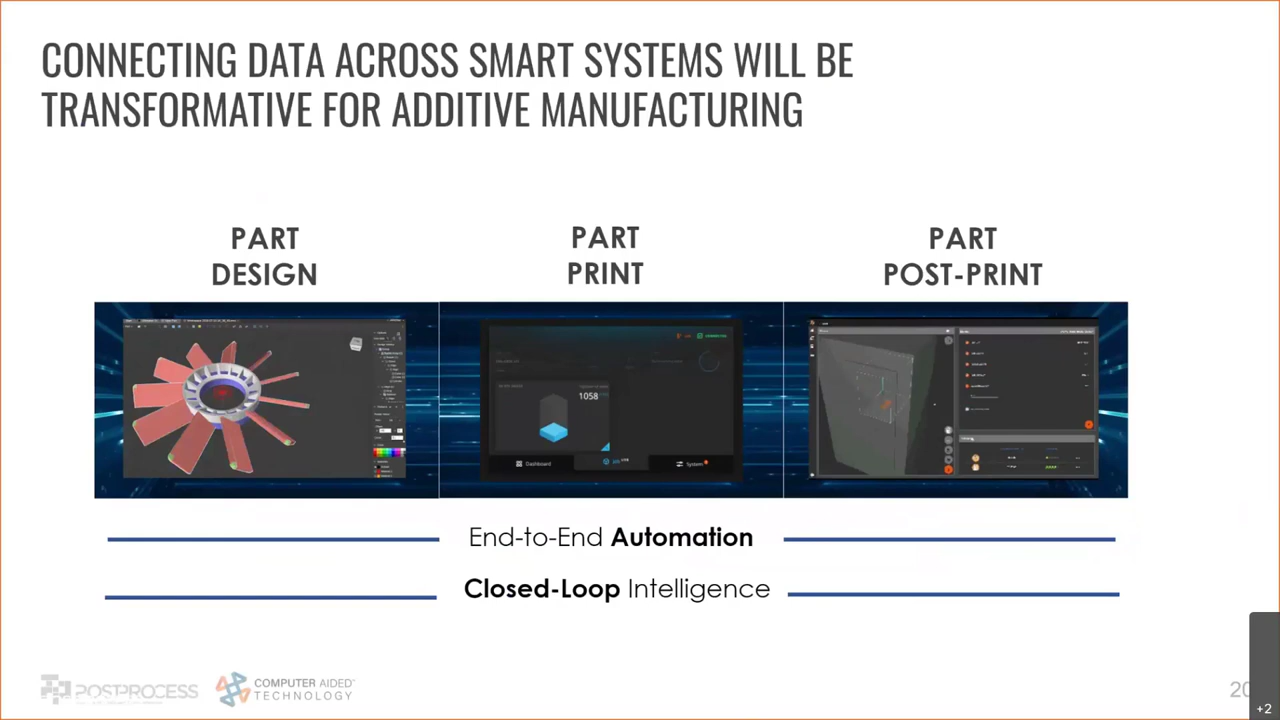 CONNECTING DATA ACROSS SMART SYSTEMS WILL BE
TRANSFORMATIVE FOR ADDITIVE MANUFACTURING
PART
DESIGN
PART
PRINT
PART
POST-PRINT
1058
Dashboard
System
End-to-End Automation
Closed-Loop Intelligence
POSTPROCESS
COMPUTER AIDED
TECHNOLOGY
+2